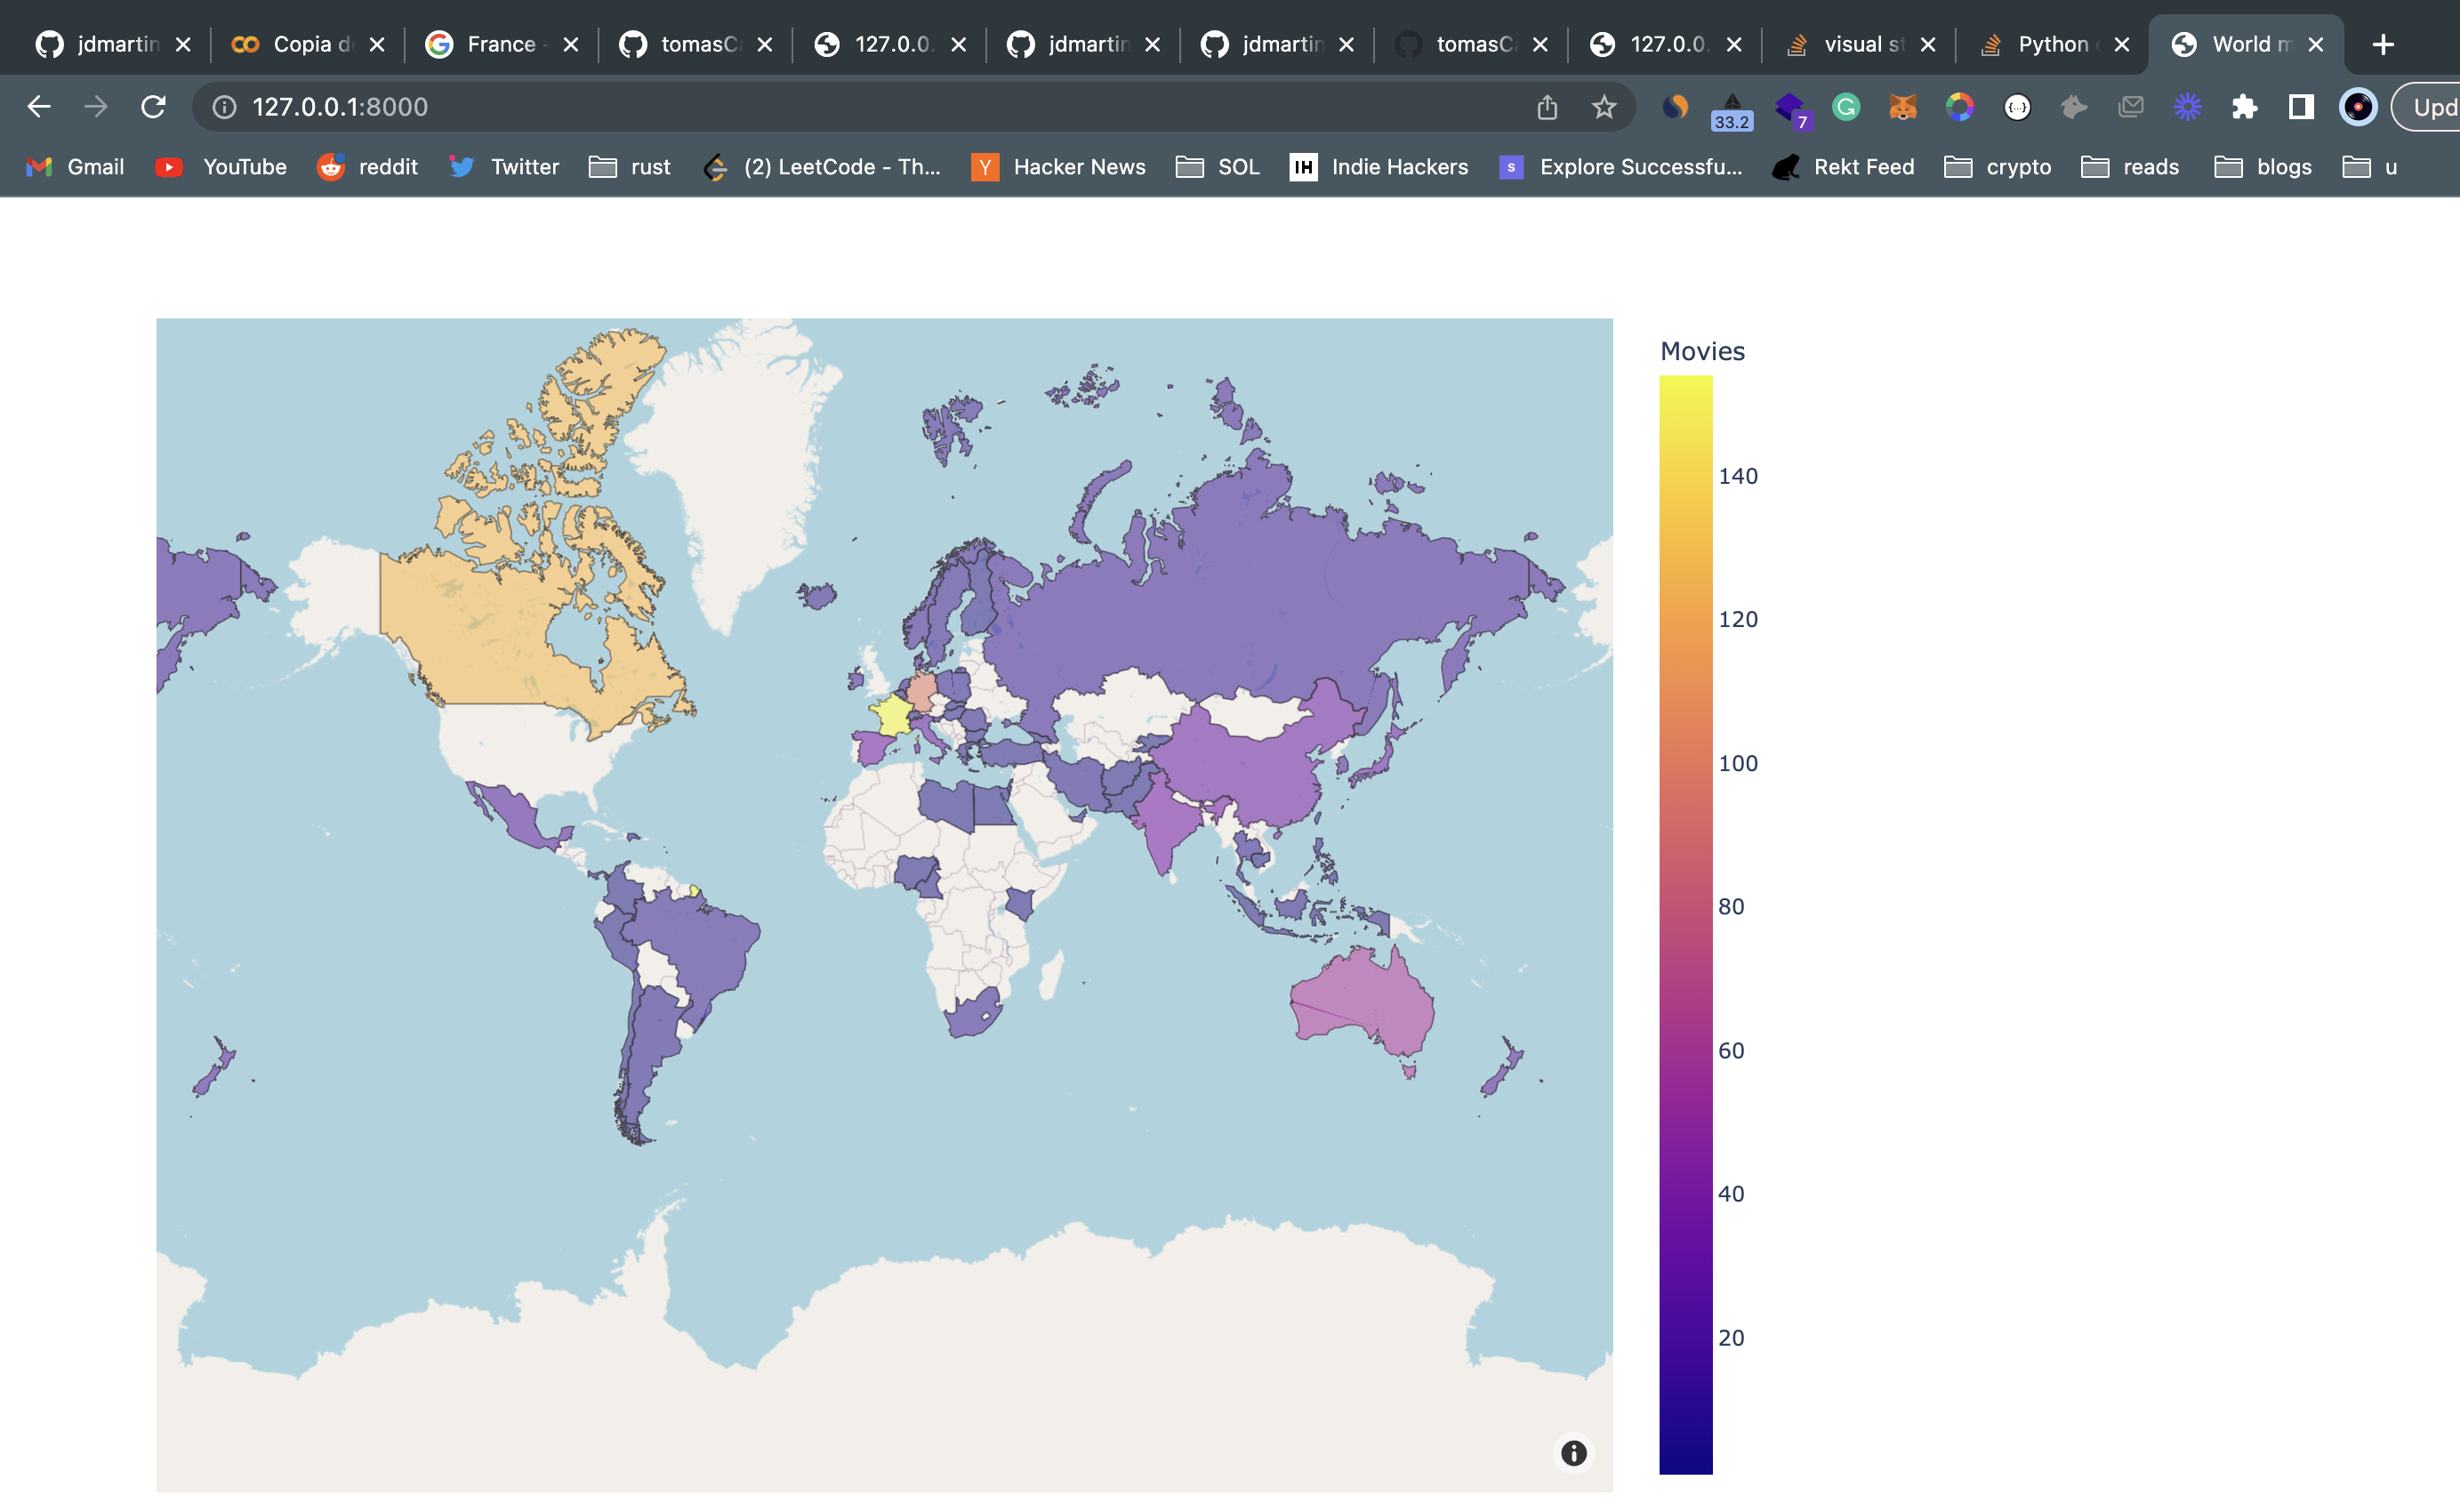 jdmartin Copia d France - tomasC 127.0.0. jdmartin jdmartin tomasC 127.0.0. visual st Python World m
127.0.0.1:8000 33.2 7 Upd
Gmail YouTube reddit Twitter rust (2) LeetCode - Th... Y Hacker News SOL IH Indie Hackers S Explore Successfu... Rekt Feed crypto reads blogs u
Movies
140
120
100
80
60
40
20